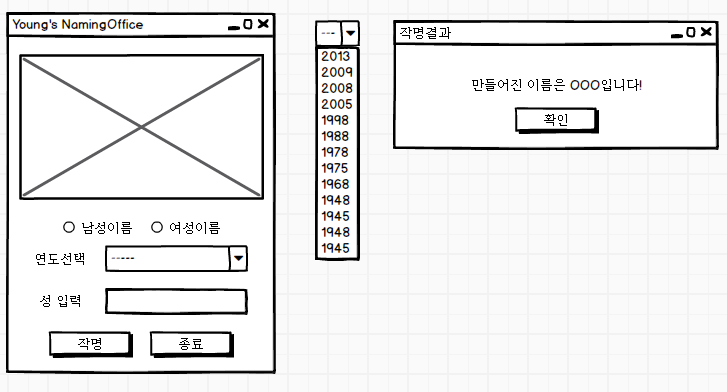 Young's NamingOffice
남성이름 여성이름
연도선택 -----
성 입력
작명 종료
---
2013
2009
2008
2005
1998
1988
1978
1975
1968
1948
1945
1948
1945
작명결과
만들어진 이름은 OOO입니다!
확인